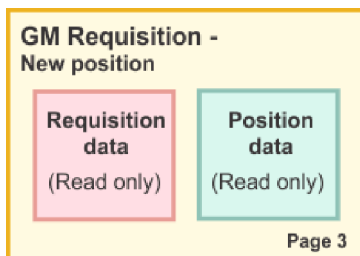 GM Requisition -
New position
Requisition
data
(Read only)
Position
data
(Read only)
Page 3